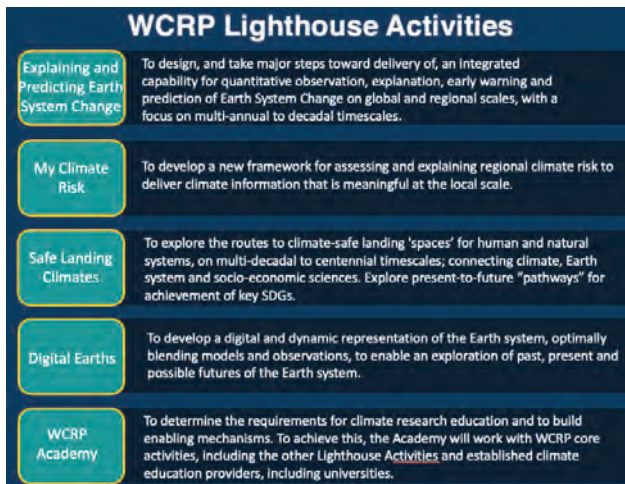 WCRP Lighthouse Activities
Explaining and
Predicting Earth
System Change
To design, and take major steps toward delivery of, an integrated
capability for quantitative observation, explanation, early warning and
prediction of Earth System Change on global and regional scales, with a
focus on multi-annual to decadal timescales.
My Climate
Risk
To develop a new framework for assessing and explaining regional climate risk to
deliver climate information that is meaningful at the local scale.
Safe Landing
Climates
To explore the routes to climate-safe landing 'spaces' for human and natural
systems, on multi-decadal to centennial timescales; connecting climate, Earth
system and socio-economic sciences. Explore present-to-future "pathways" for
achievement of key SDGs.
Digital Earths
To develop a digital and dynamic representation of the Earth system, optimally
blending models and observations, to enable an exploration of past, present and
possible futures of the Earth system.
WCRP
Academy
To determine the requirements for climate research education and to build
enabling mechanisms. To achieve this, the Academy will work with WCRP core
activities, including the other Lighthouse Activities and established climate
education providers, including universities.